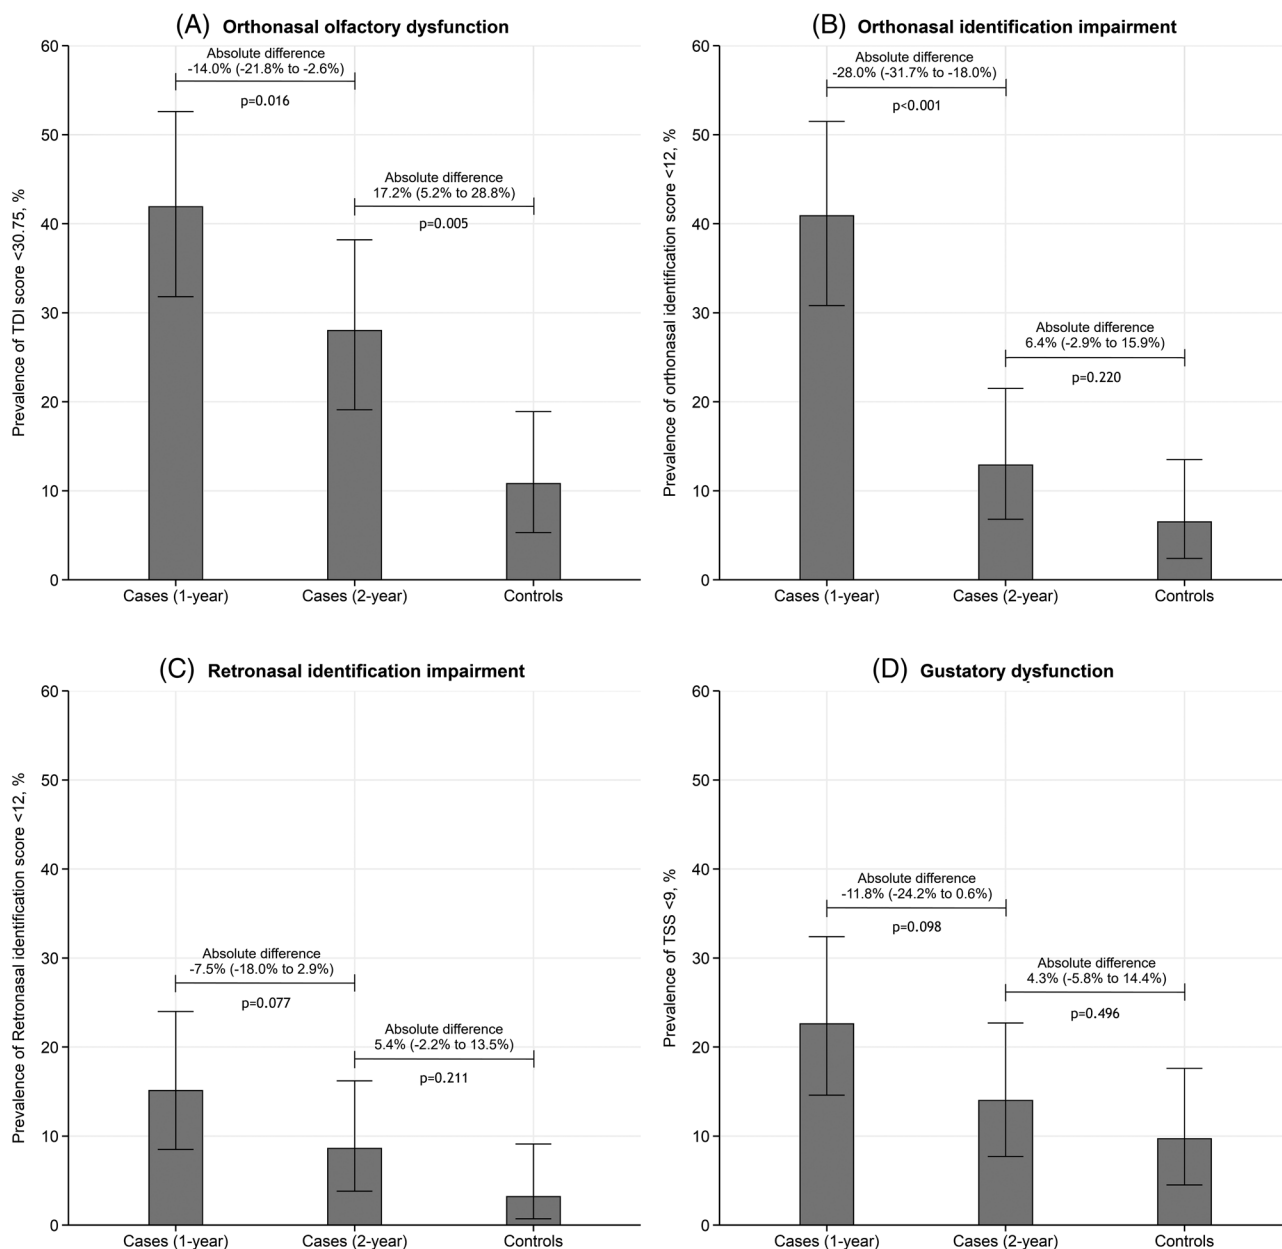 (A) Orthonasal olfactory dysfunction
Prevalence of TDI score <30.75, %
60
50
40
30
20
10
0
Absolute difference
-14.0% (-21.8% to -2.6%)
p=0.016
Absolute difference
17.2% (5.2% to 28.8%)
p=0.005
Cases (1-year)
Cases (2-year)
Controls
(B) Orthonasal identification impairment
Prevalence of orthonasal identification score <12, %
60
50
40
30
20
10
0
Absolute difference
-28.0% (-31.7% to -18.0%)
p<0.001
Absolute difference
6.4% (-2.9% to 15.9%)
p=0.220
Cases (1-year)
Cases (2-year)
Controls
(C) Retronasal identification impairment
Prevalence of Retronasal identification score <12, %
60
50
40
30
20
10
0
Absolute difference
-7.5% (-18.0% to 2.9%)
p=0.077
Absolute difference
5.4% (-2.2% to 13.5%)
p=0.211
Cases (1-year)
Cases (2-year)
Controls
(D) Gustatory dysfunction
Prevalence of TSS <9, %
60
50
40
30
20
10
0
Absolute difference
-11.8% (-24.2% to 0.6%)
p=0.098
Absolute difference
4.3% (-5.8% to 14.4%)
p=0.496
Cases (1-year)
Cases (2-year)
Controls